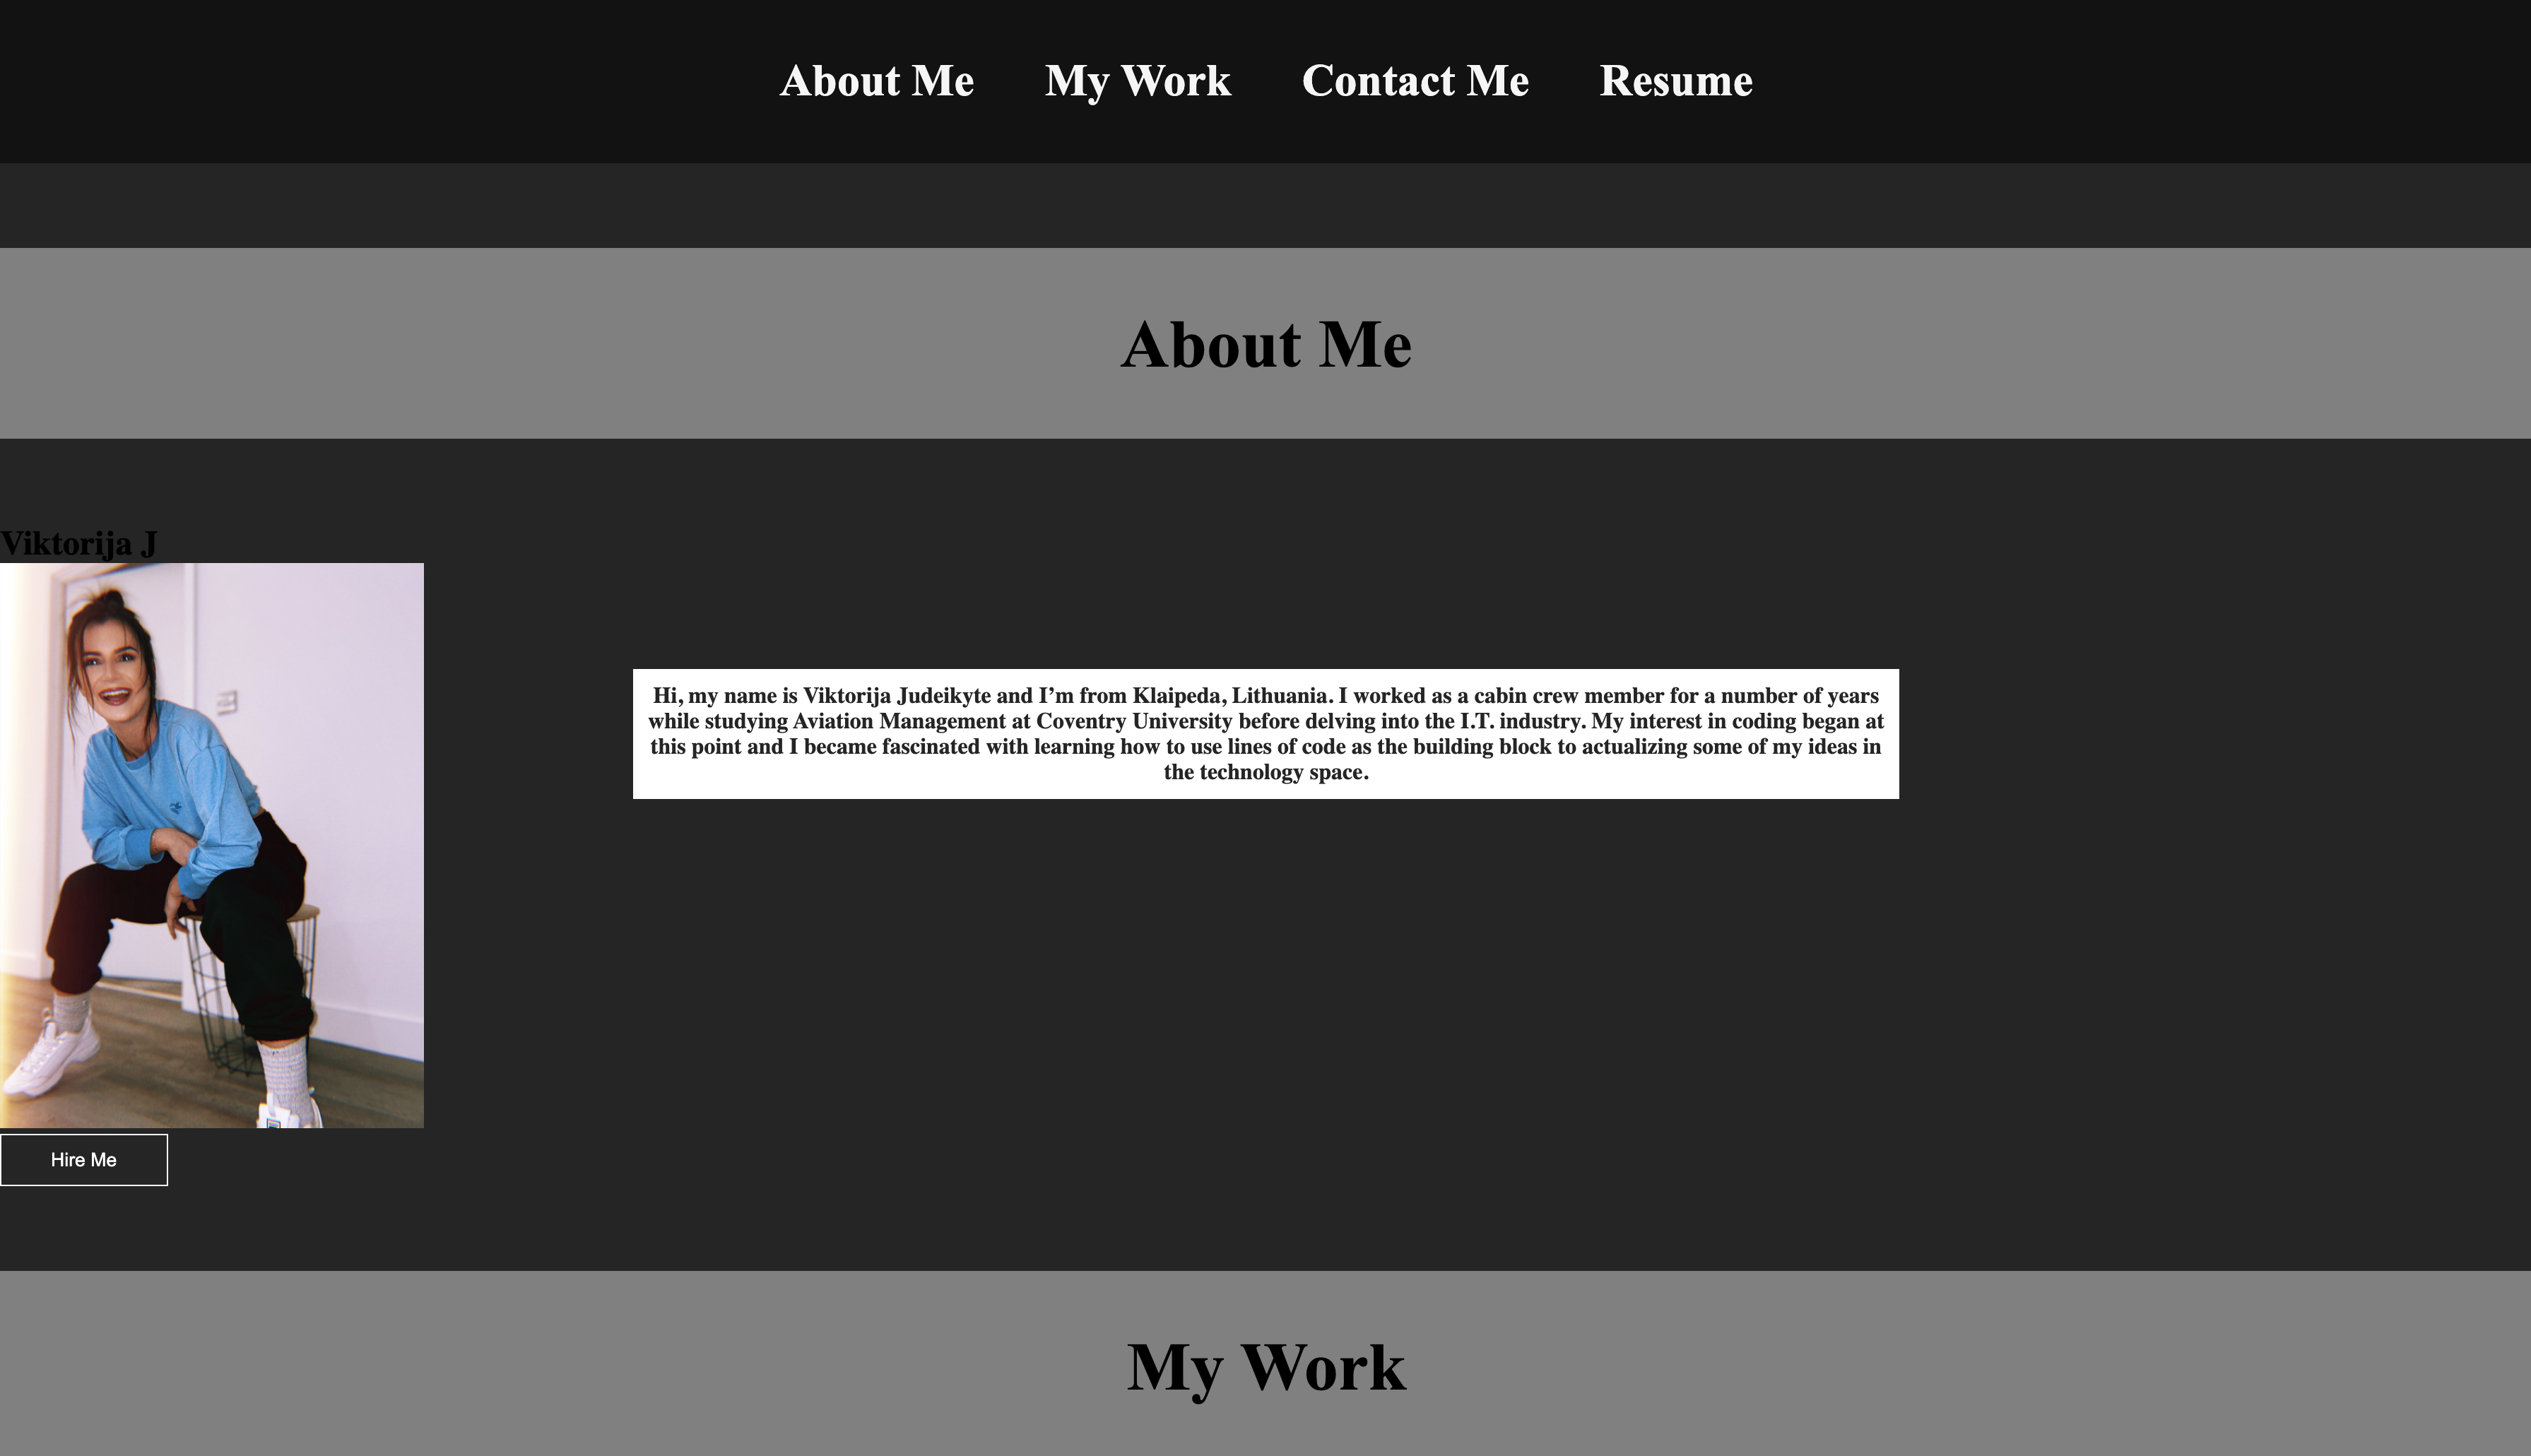 About Me My Work Contact Me Resume
About Me
Viktorija J
Hi, my name is Viktorija Judeikyte and I’m from Klaipeda, Lithuania. I worked as a cabin crew member for a number of years
while studying Aviation Management at Coventry University before delving into the I.T. industry. My interest in coding began at
this point and I became fascinated with learning how to use lines of code as the building block to actualizing some of my ideas in
the technology space.
Hire Me
My Work